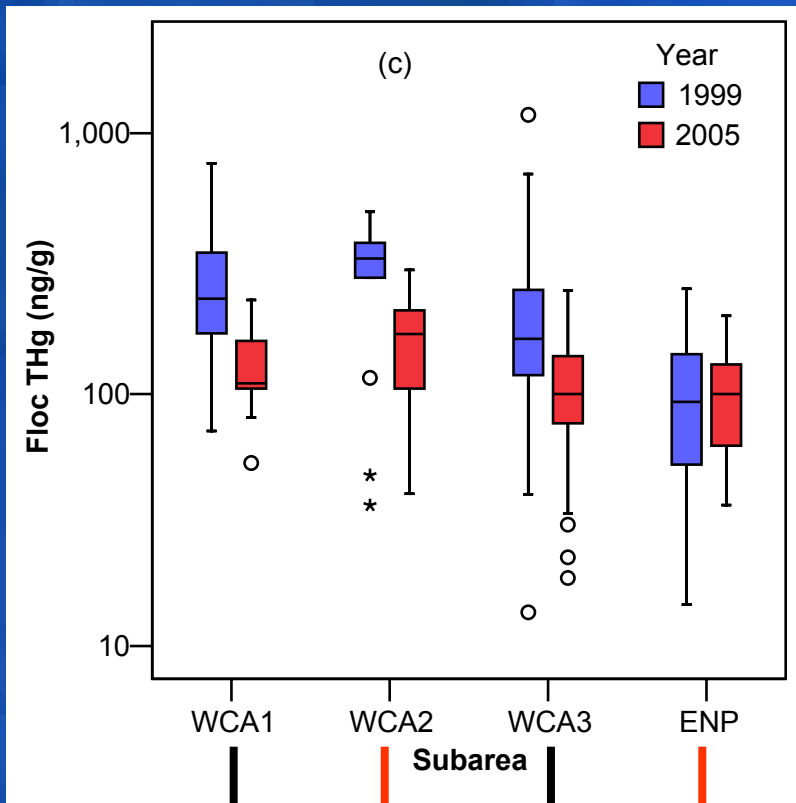 (c)
Year
1999
2005
Floc THg (ng/g)
1,000
100
10
WCA1 WCA2 WCA3 ENP
Subarea